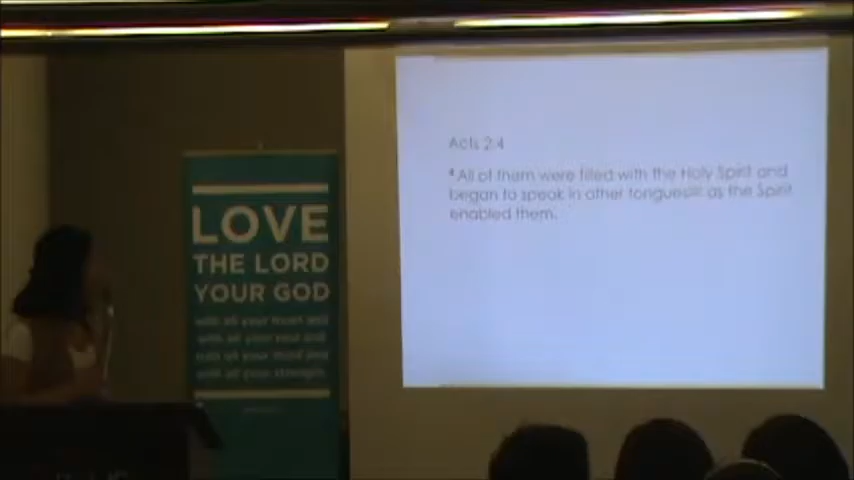 LOVE
THE LORD
YOUR GOD
with all your heart and
with all your soul and
with all your mind and
with all your strength.
Acts 2:4
4 All of them were filled with the Holy Spirit and
began to speak in other tongues as the Spirit
enabled them.